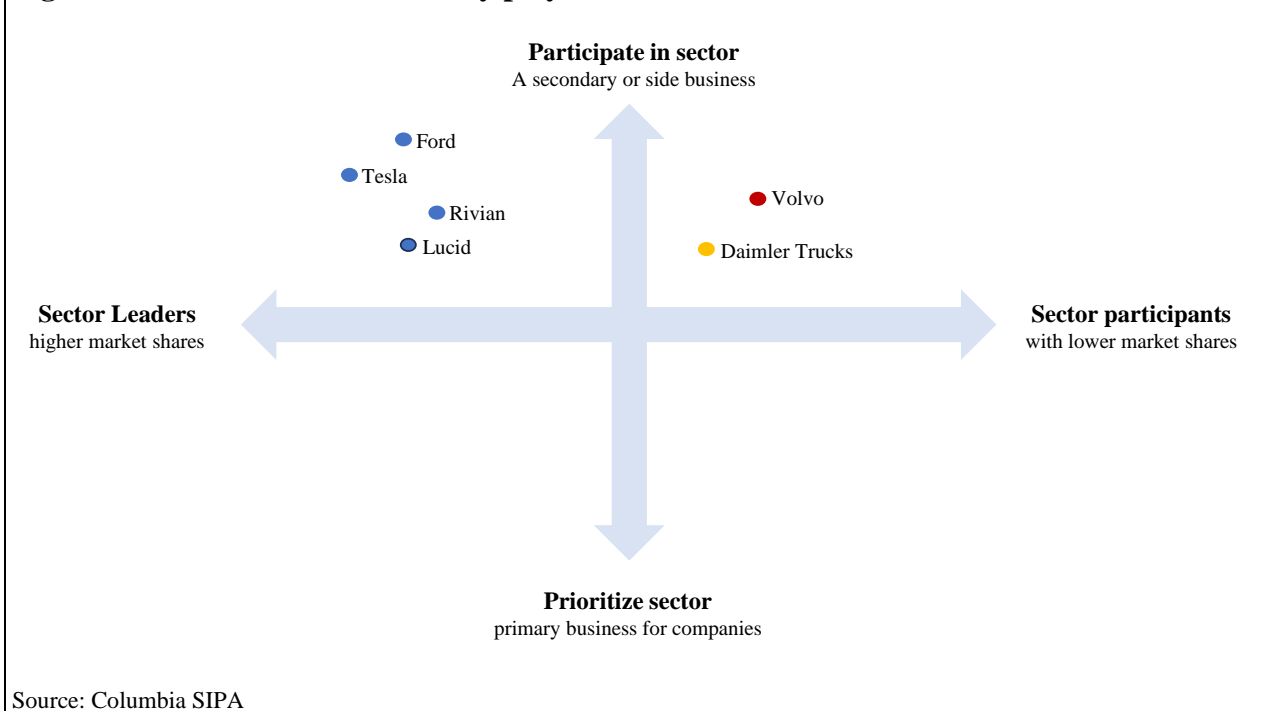 Participate in sector
A secondary or side business
Ford
Tesla
Volvo
Rivian
Lucid
Daimler Trucks
Sector Leaders
higher market shares
Sector participants
with lower market shares
Prioritize sector
primary business for companies
Source: Columbia SIPA